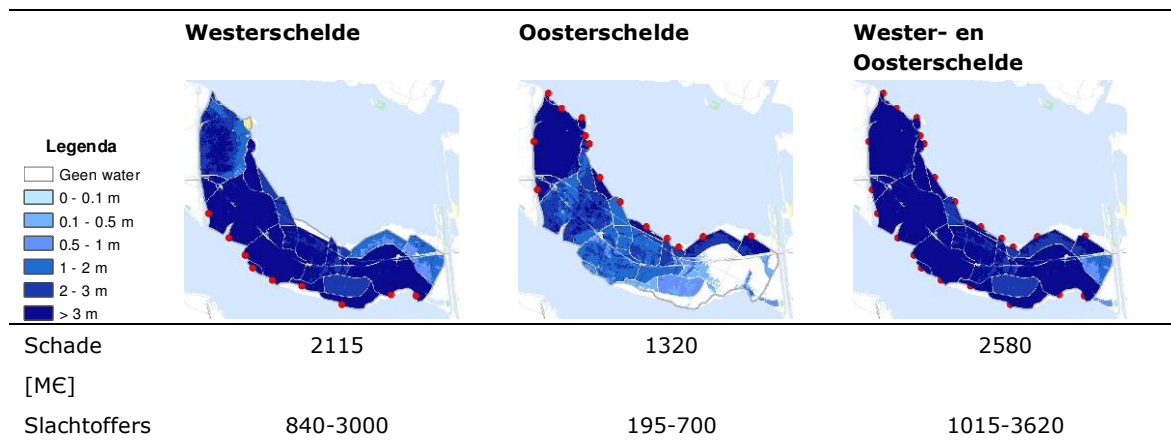 Westerschelde
Oosterschelde
Wester- en
Oosterschelde
Legenda
Geen water
0 - 0.1 m
0.1 - 0.5 m
0.5 - 1 m
1 - 2 m
2 - 3 m
> 3 m
Schade 2115 1320 2580
[M€]
Slachtoffers 840-3000 195-700 1015-3620